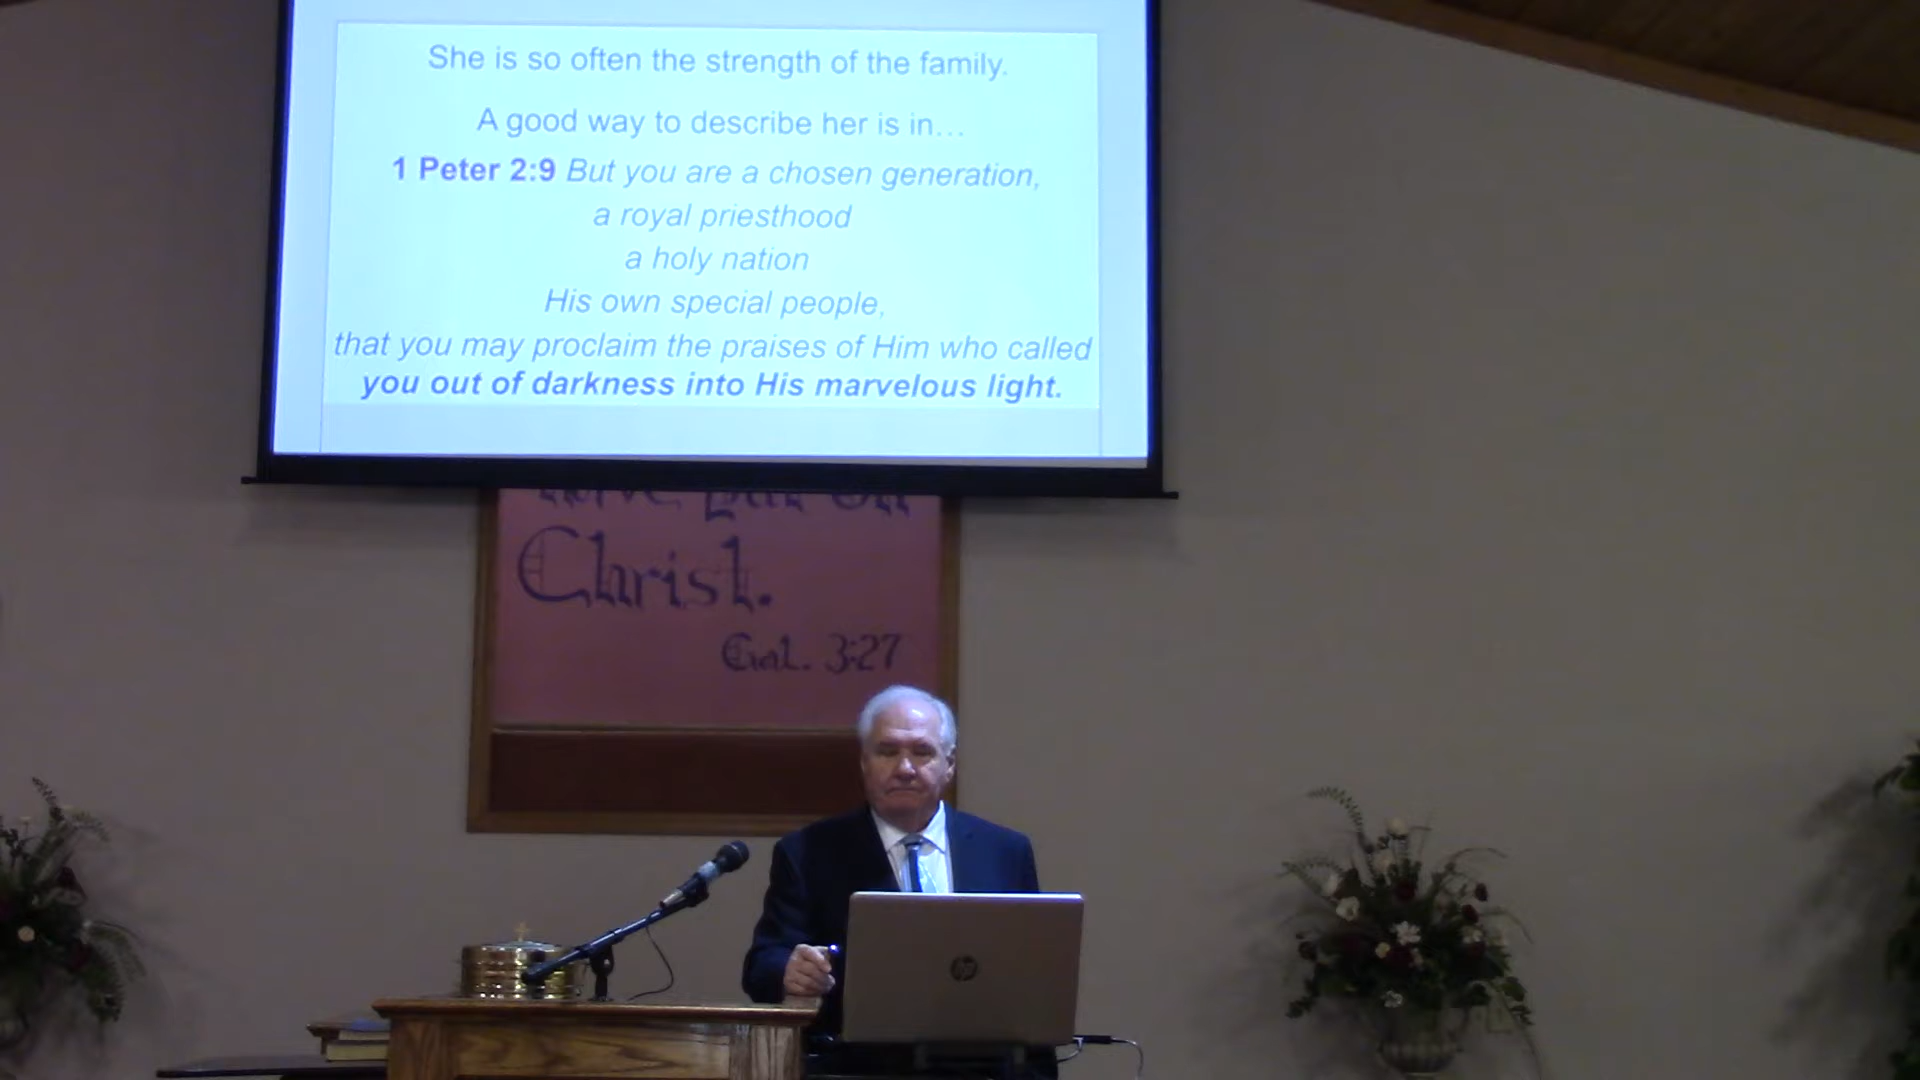 She is so often the strength of the family.
A good way to describe her is in…
1 Peter 2:9 But you are a chosen generation,
a royal priesthood
a holy nation
His own special people,
that you may proclaim the praises of Him who called
you out of darkness into His marvelous light.
Christ.
Gal. 3:27
hp